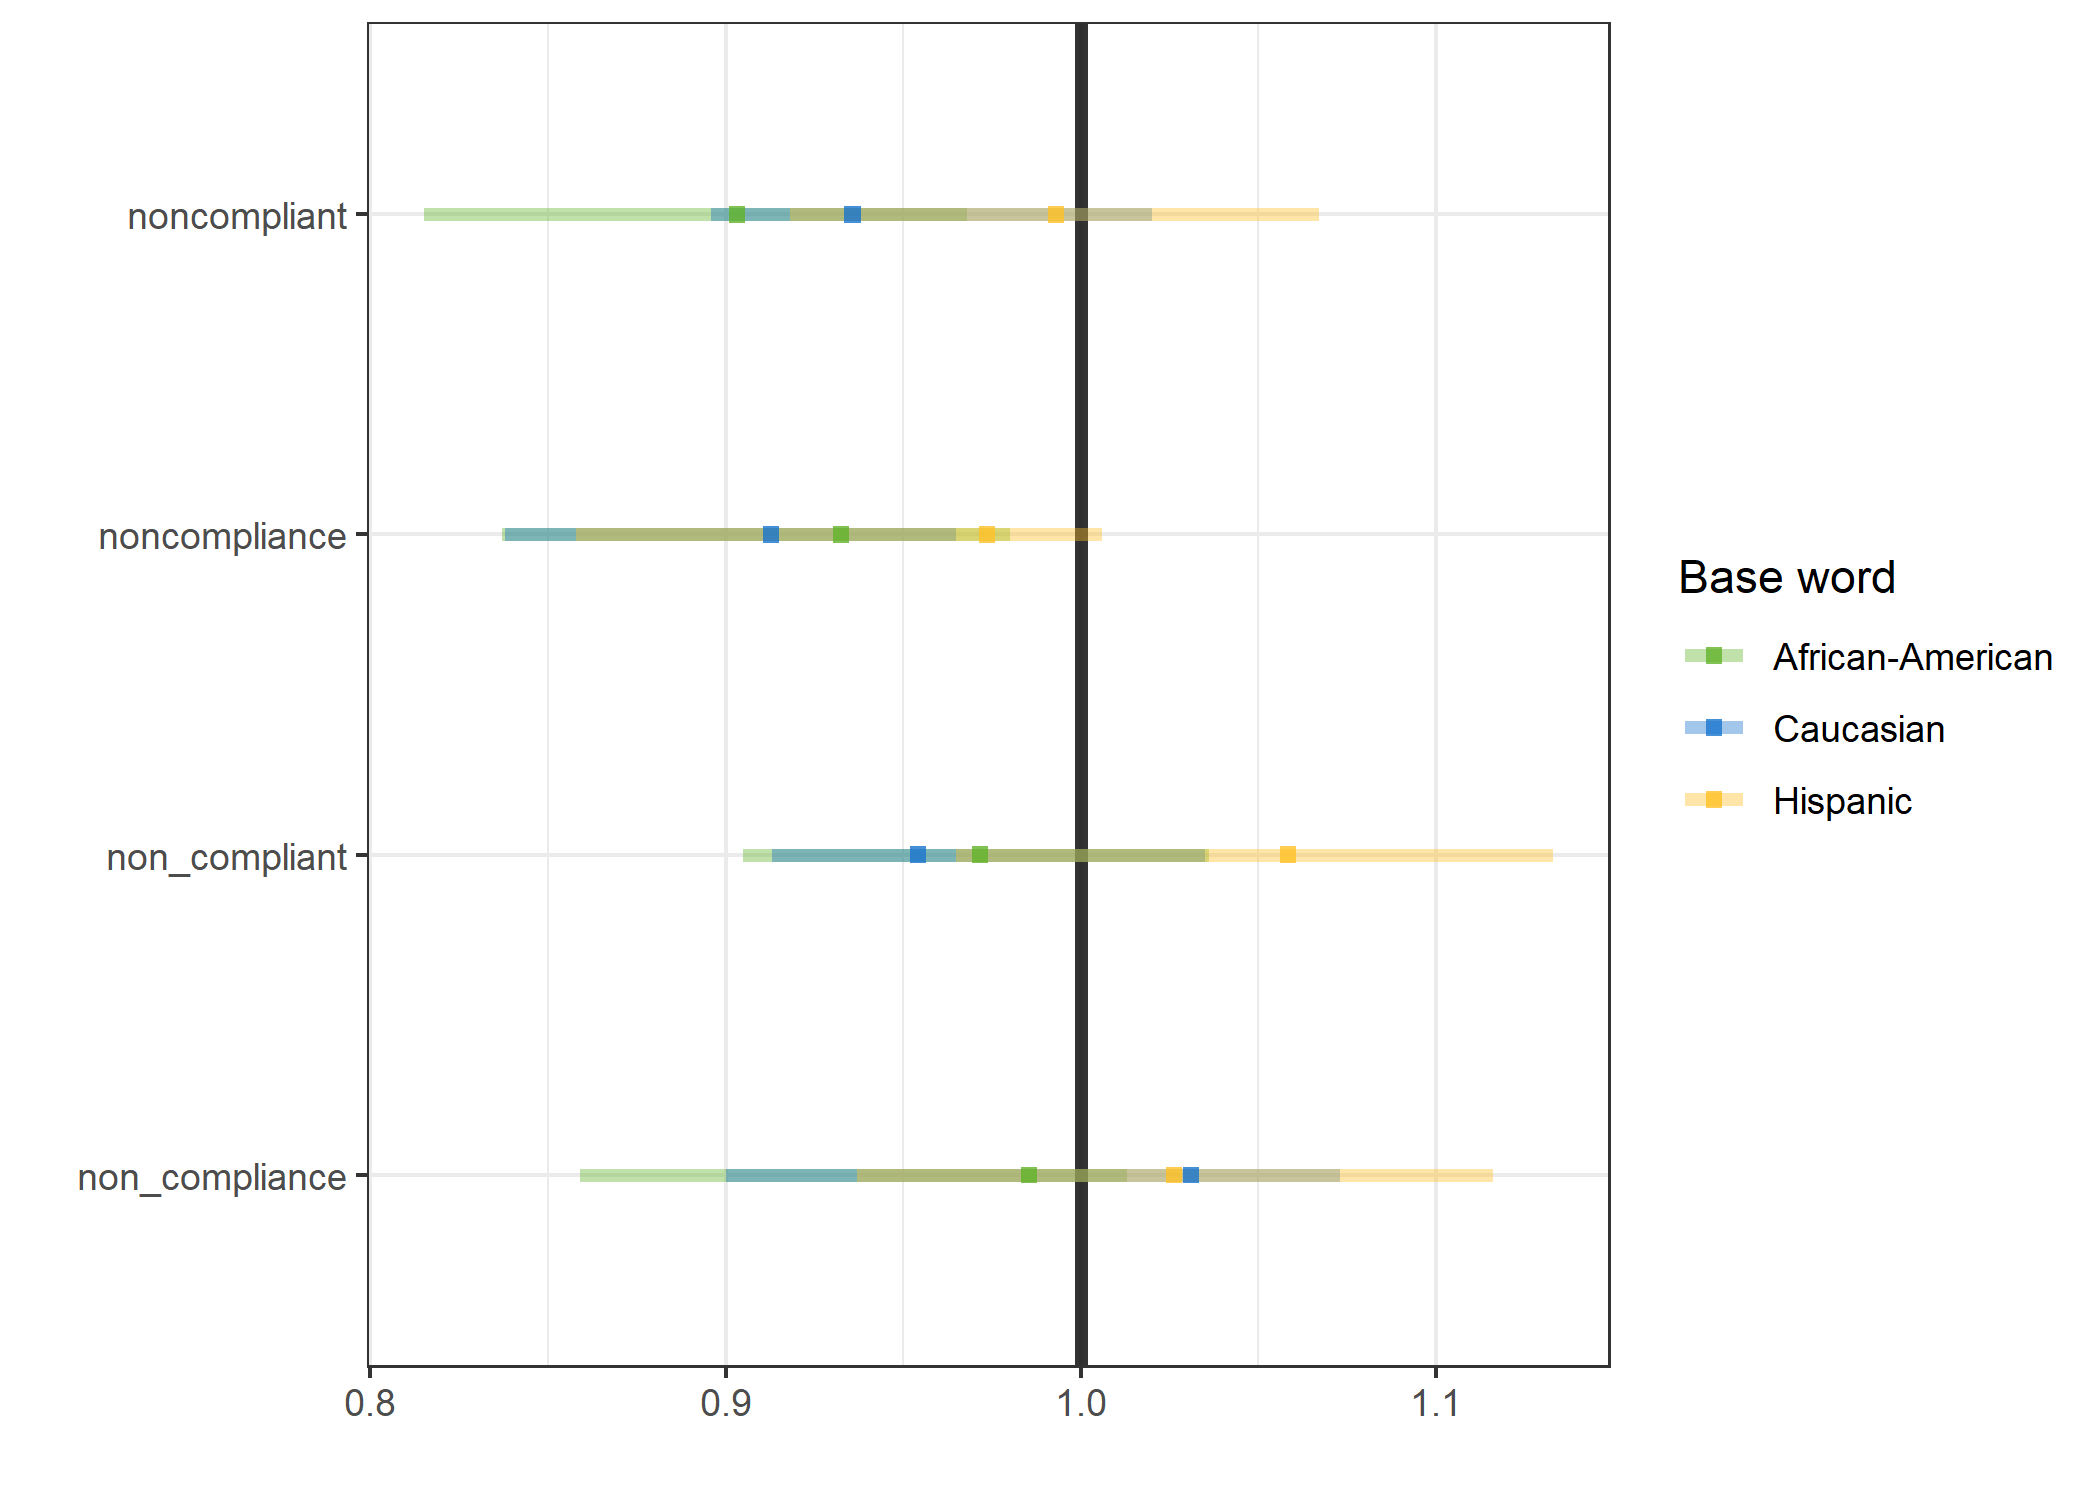 noncompliant
noncompliance
non_compliant
non_compliance
0.8 0.9 1.0 1.1
Base word
African-American
Caucasian
Hispanic